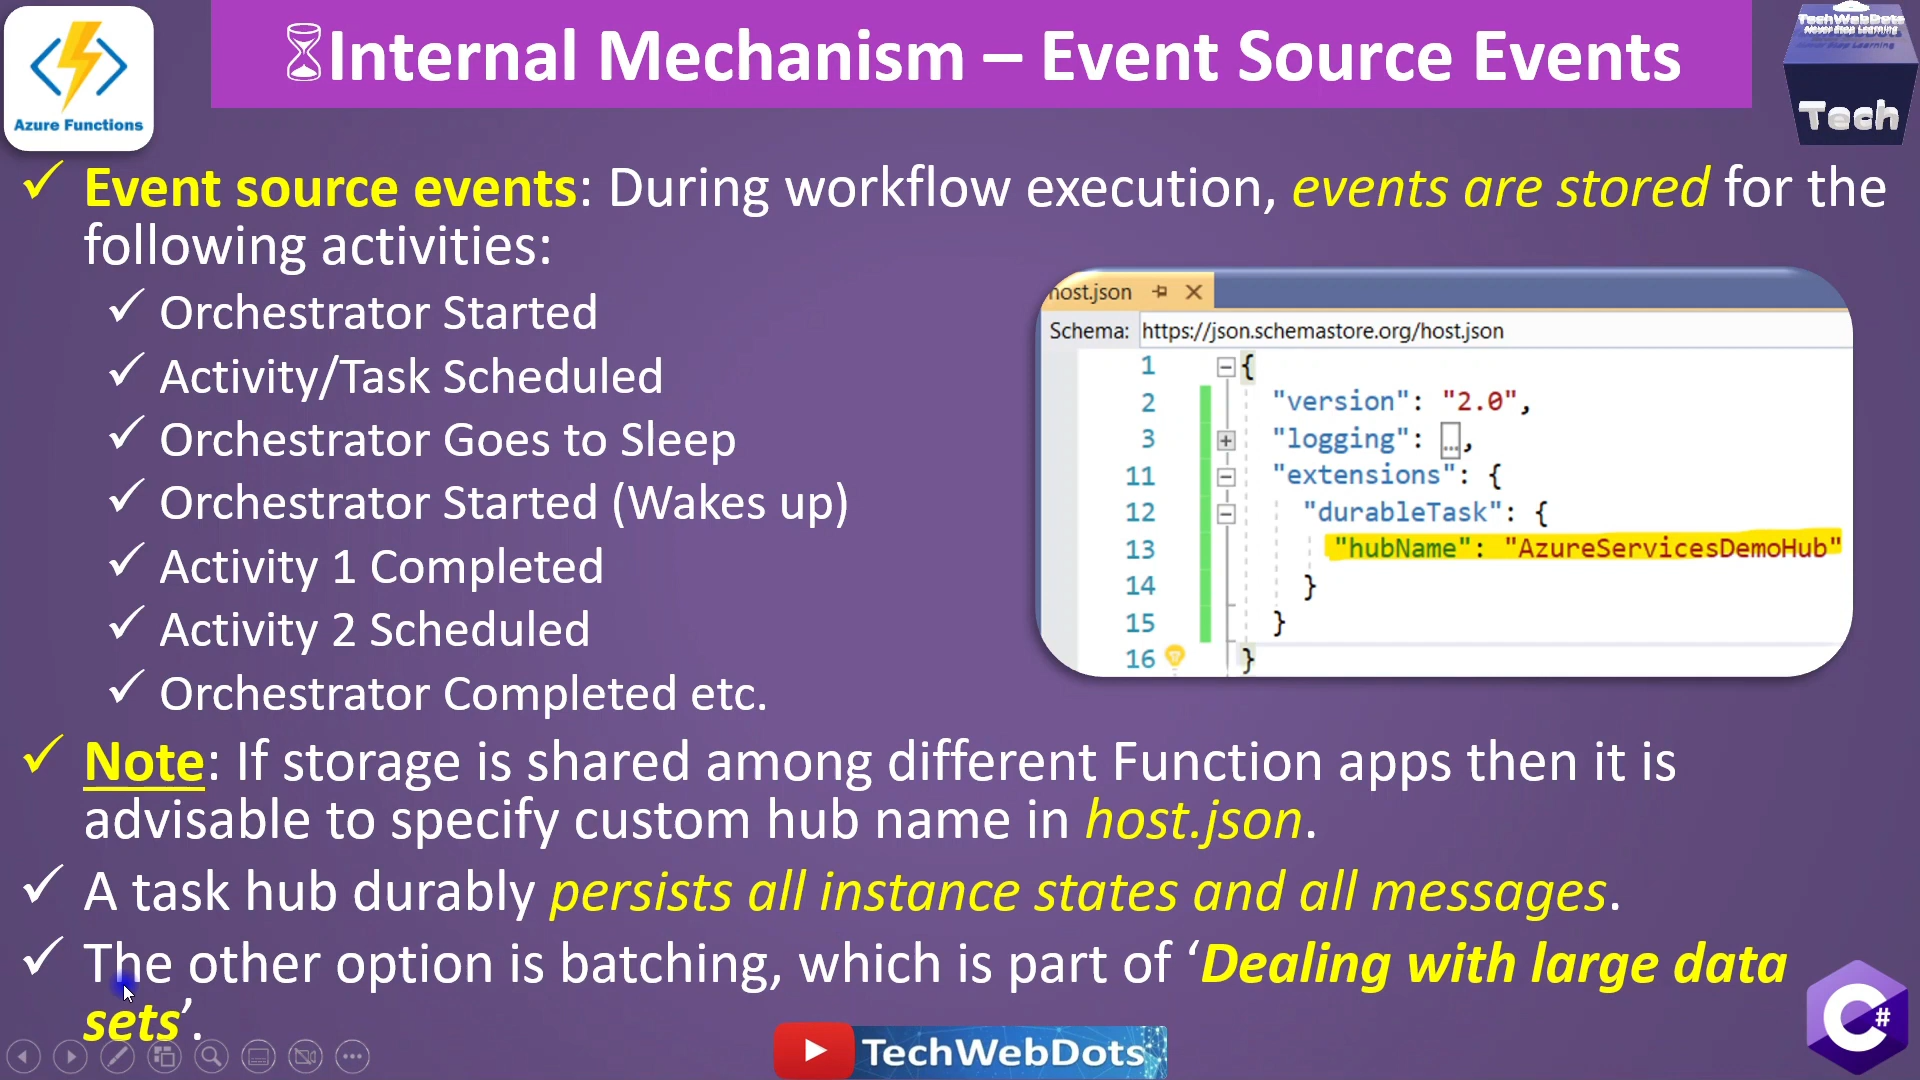 Azure Functions
Internal Mechanism – Event Source Events
TechWebDots
Never Stop Learning
Tech
Event source events: During workflow execution, events are stored for the
following activities:
Orchestrator Started
Activity/Task Scheduled
Orchestrator Goes to Sleep
Orchestrator Started (Wakes up)
Activity 1 Completed
Activity 2 Scheduled
Orchestrator Completed etc.
host.json
Schema: https://json.schemastore.org/host.json
1 {
2 "version": "2.0",
3 "logging": ...,
11 "extensions": {
12 "durableTask": {
13 "hubName": "AzureServicesDemoHub"
14 }
15 }
16 }
Note: If storage is shared among different Function apps then it is
advisable to specify custom hub name in host.json.
A task hub durably persists all instance states and all messages.
The other option is batching, which is part of ‘Dealing with large data
sets’.
TechWebDots
C#